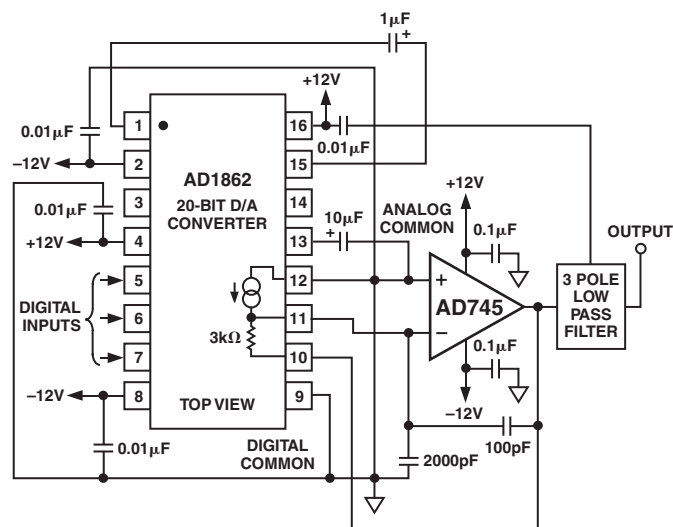 1μF
+
+12V
0.01μF
–12V
0.01μF
+12V
DIGITAL
INPUTS
–12V
0.01μF
1
2
3
4
5
6
7
8
AD1862
20-BIT D/A
CONVERTER
3kΩ
TOP VIEW
16
15
14
13
12
11
10
9
0.01μF
+
10μF
ANALOG
COMMON
DIGITAL
COMMON
+12V
0.1μF
+
AD745
–
0.1μF
–12V
100pF
2000pF
3 POLE
LOW
PASS
FILTER
OUTPUT